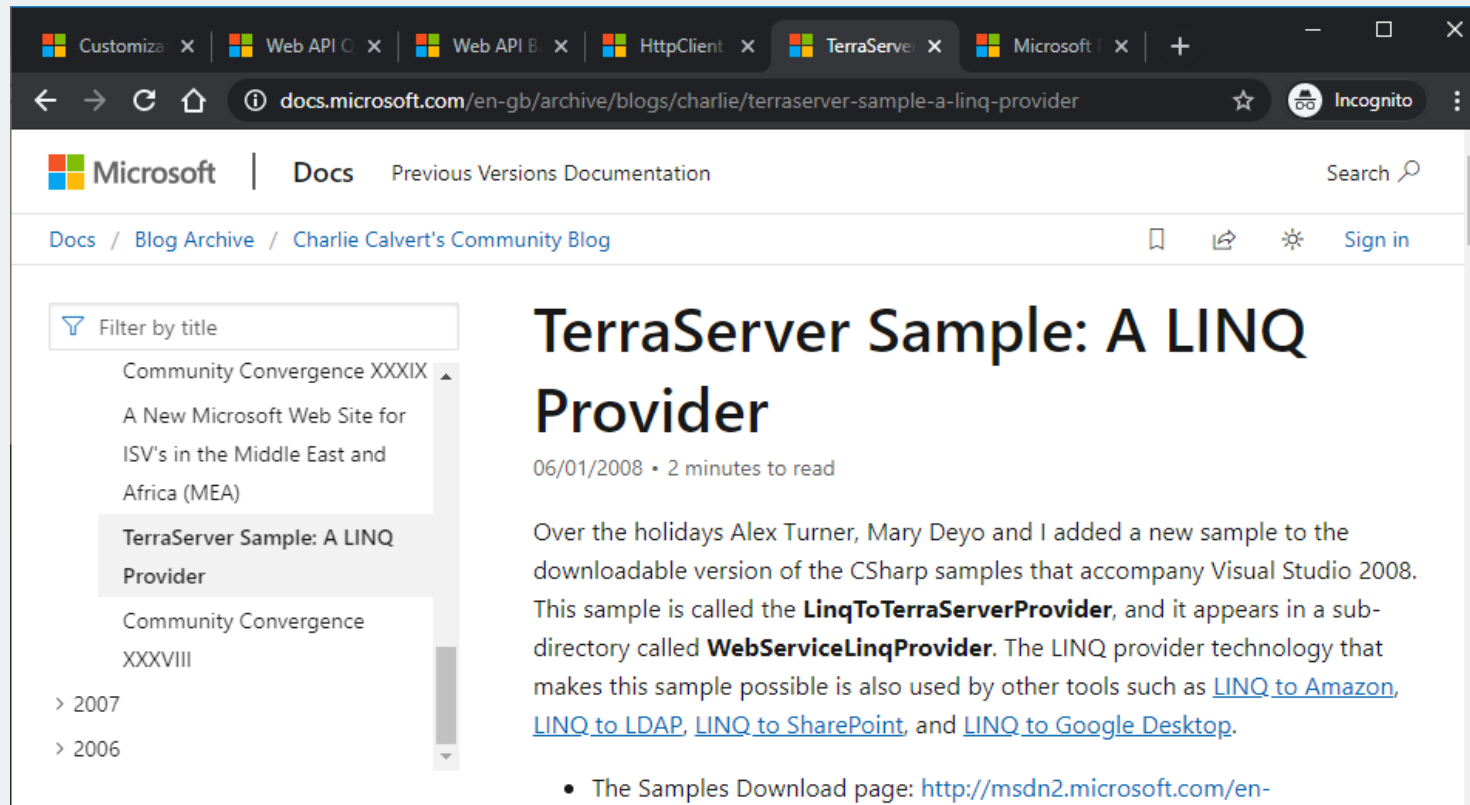 Customiza
Web API Q
Web API B
HttpClient
TerraServer
Microsoft
docs.microsoft.com/en-gb/archive/blogs/charlie/terraserver-sample-a-linq-provider
Incognito
Microsoft
Docs
Previous Versions Documentation
Search
Docs / Blog Archive / Charlie Calvert's Community Blog
Sign in
Filter by title
Community Convergence XXXIX
A New Microsoft Web Site for
ISV's in the Middle East and
Africa (MEA)
TerraServer Sample: A LINQ
Provider
Community Convergence
XXXVIII
> 2007
> 2006
TerraServer Sample: A LINQ
Provider
06/01/2008 • 2 minutes to read
Over the holidays Alex Turner, Mary Deyo and I added a new sample to the
downloadable version of the CSharp samples that accompany Visual Studio 2008.
This sample is called the LinqToTerraServerProvider, and it appears in a sub-
directory called WebServiceLinqProvider. The LINQ provider technology that
makes this sample possible is also used by other tools such as LINQ to Amazon,
LINQ to LDAP, LINQ to SharePoint, and LINQ to Google Desktop.
• The Samples Download page: http://msdn2.microsoft.com/en-